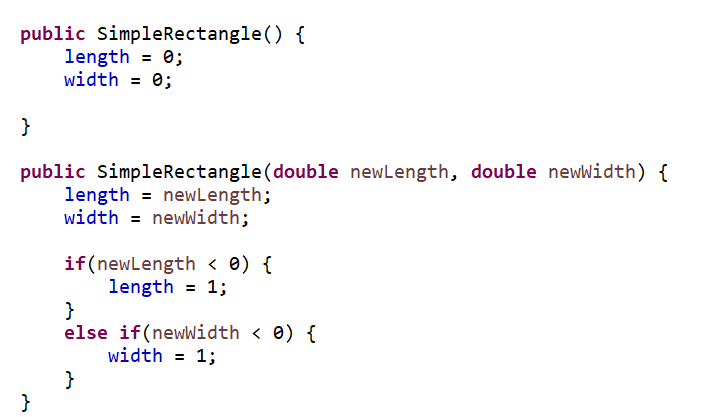 public SimpleRectangle() {
    length = 0;
    width = 0;

}

public SimpleRectangle(double newLength, double newWidth) {
    length = newLength;
    width = newWidth;

    if(newLength < 0) {
        length = 1;
    }
    else if(newWidth < 0) {
        width = 1;
    }
}